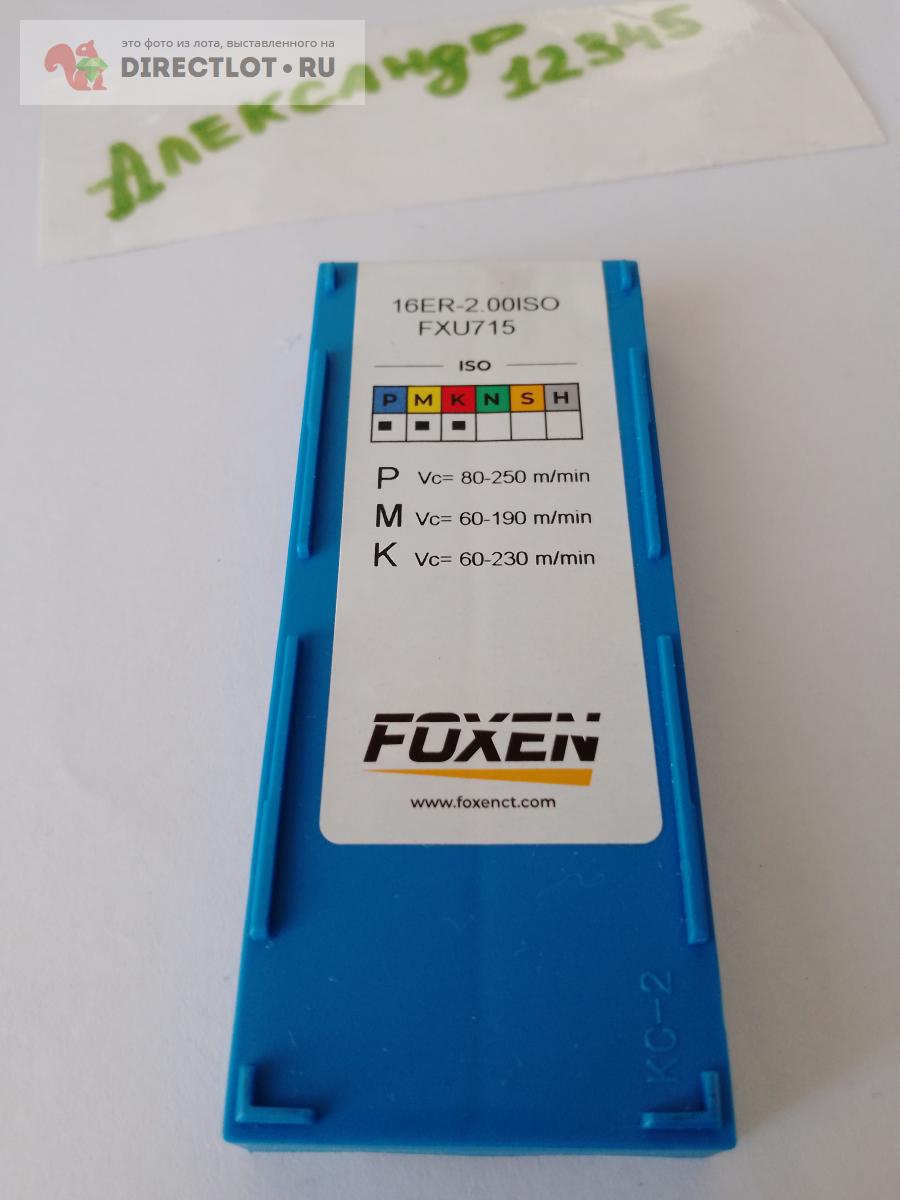 это фото из лота, выставленного на
DIRECTLOT.RU
Александр
12345
16ER-2.00ISO
FXU715
ISO
P M K N S H
P Vc= 80-250 m/min
M Vc= 60-190 m/min
K Vc= 60-230 m/min
FOXEN
www.foxenct.com
KC-2